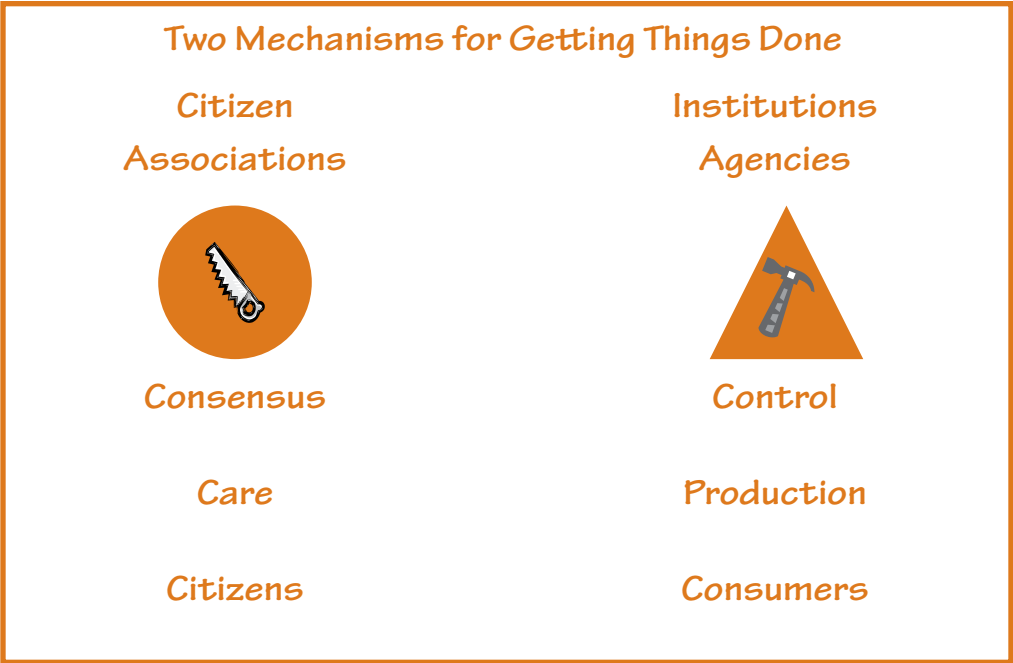 Two Mechanisms for Getting Things Done
Citizen
Associations
Institutions
Agencies
Consensus
Control
Care
Production
Citizens
Consumers